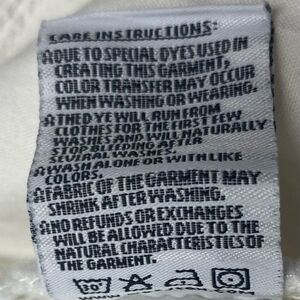 CARE INSTRUCTIONS:
DUE TO SPECIAL DYES USED IN
CREATING THIS GARMENT,
COLOR TRANSFER MAY OCCUR
WHEN WASHING OR WEARING.
THED YE WILL RUN FROM
CLOTHES FOR THE FIRST FEW
WASHES AND WILL NATURALLY
STOP BLEEDING AFTER
SEVERAL WASHES.
WASH ALONE OR WITH LIKE
COLORS.
FABRIC OF THE GARMENT MAY
SHRINK AFTER WASHING.
NO REFUNDS OR EXCHANGES
WILL BE ALLOWED DUE TO THE
NATURAL CHARACTERISTICS OF
THE GARMENT.
30°